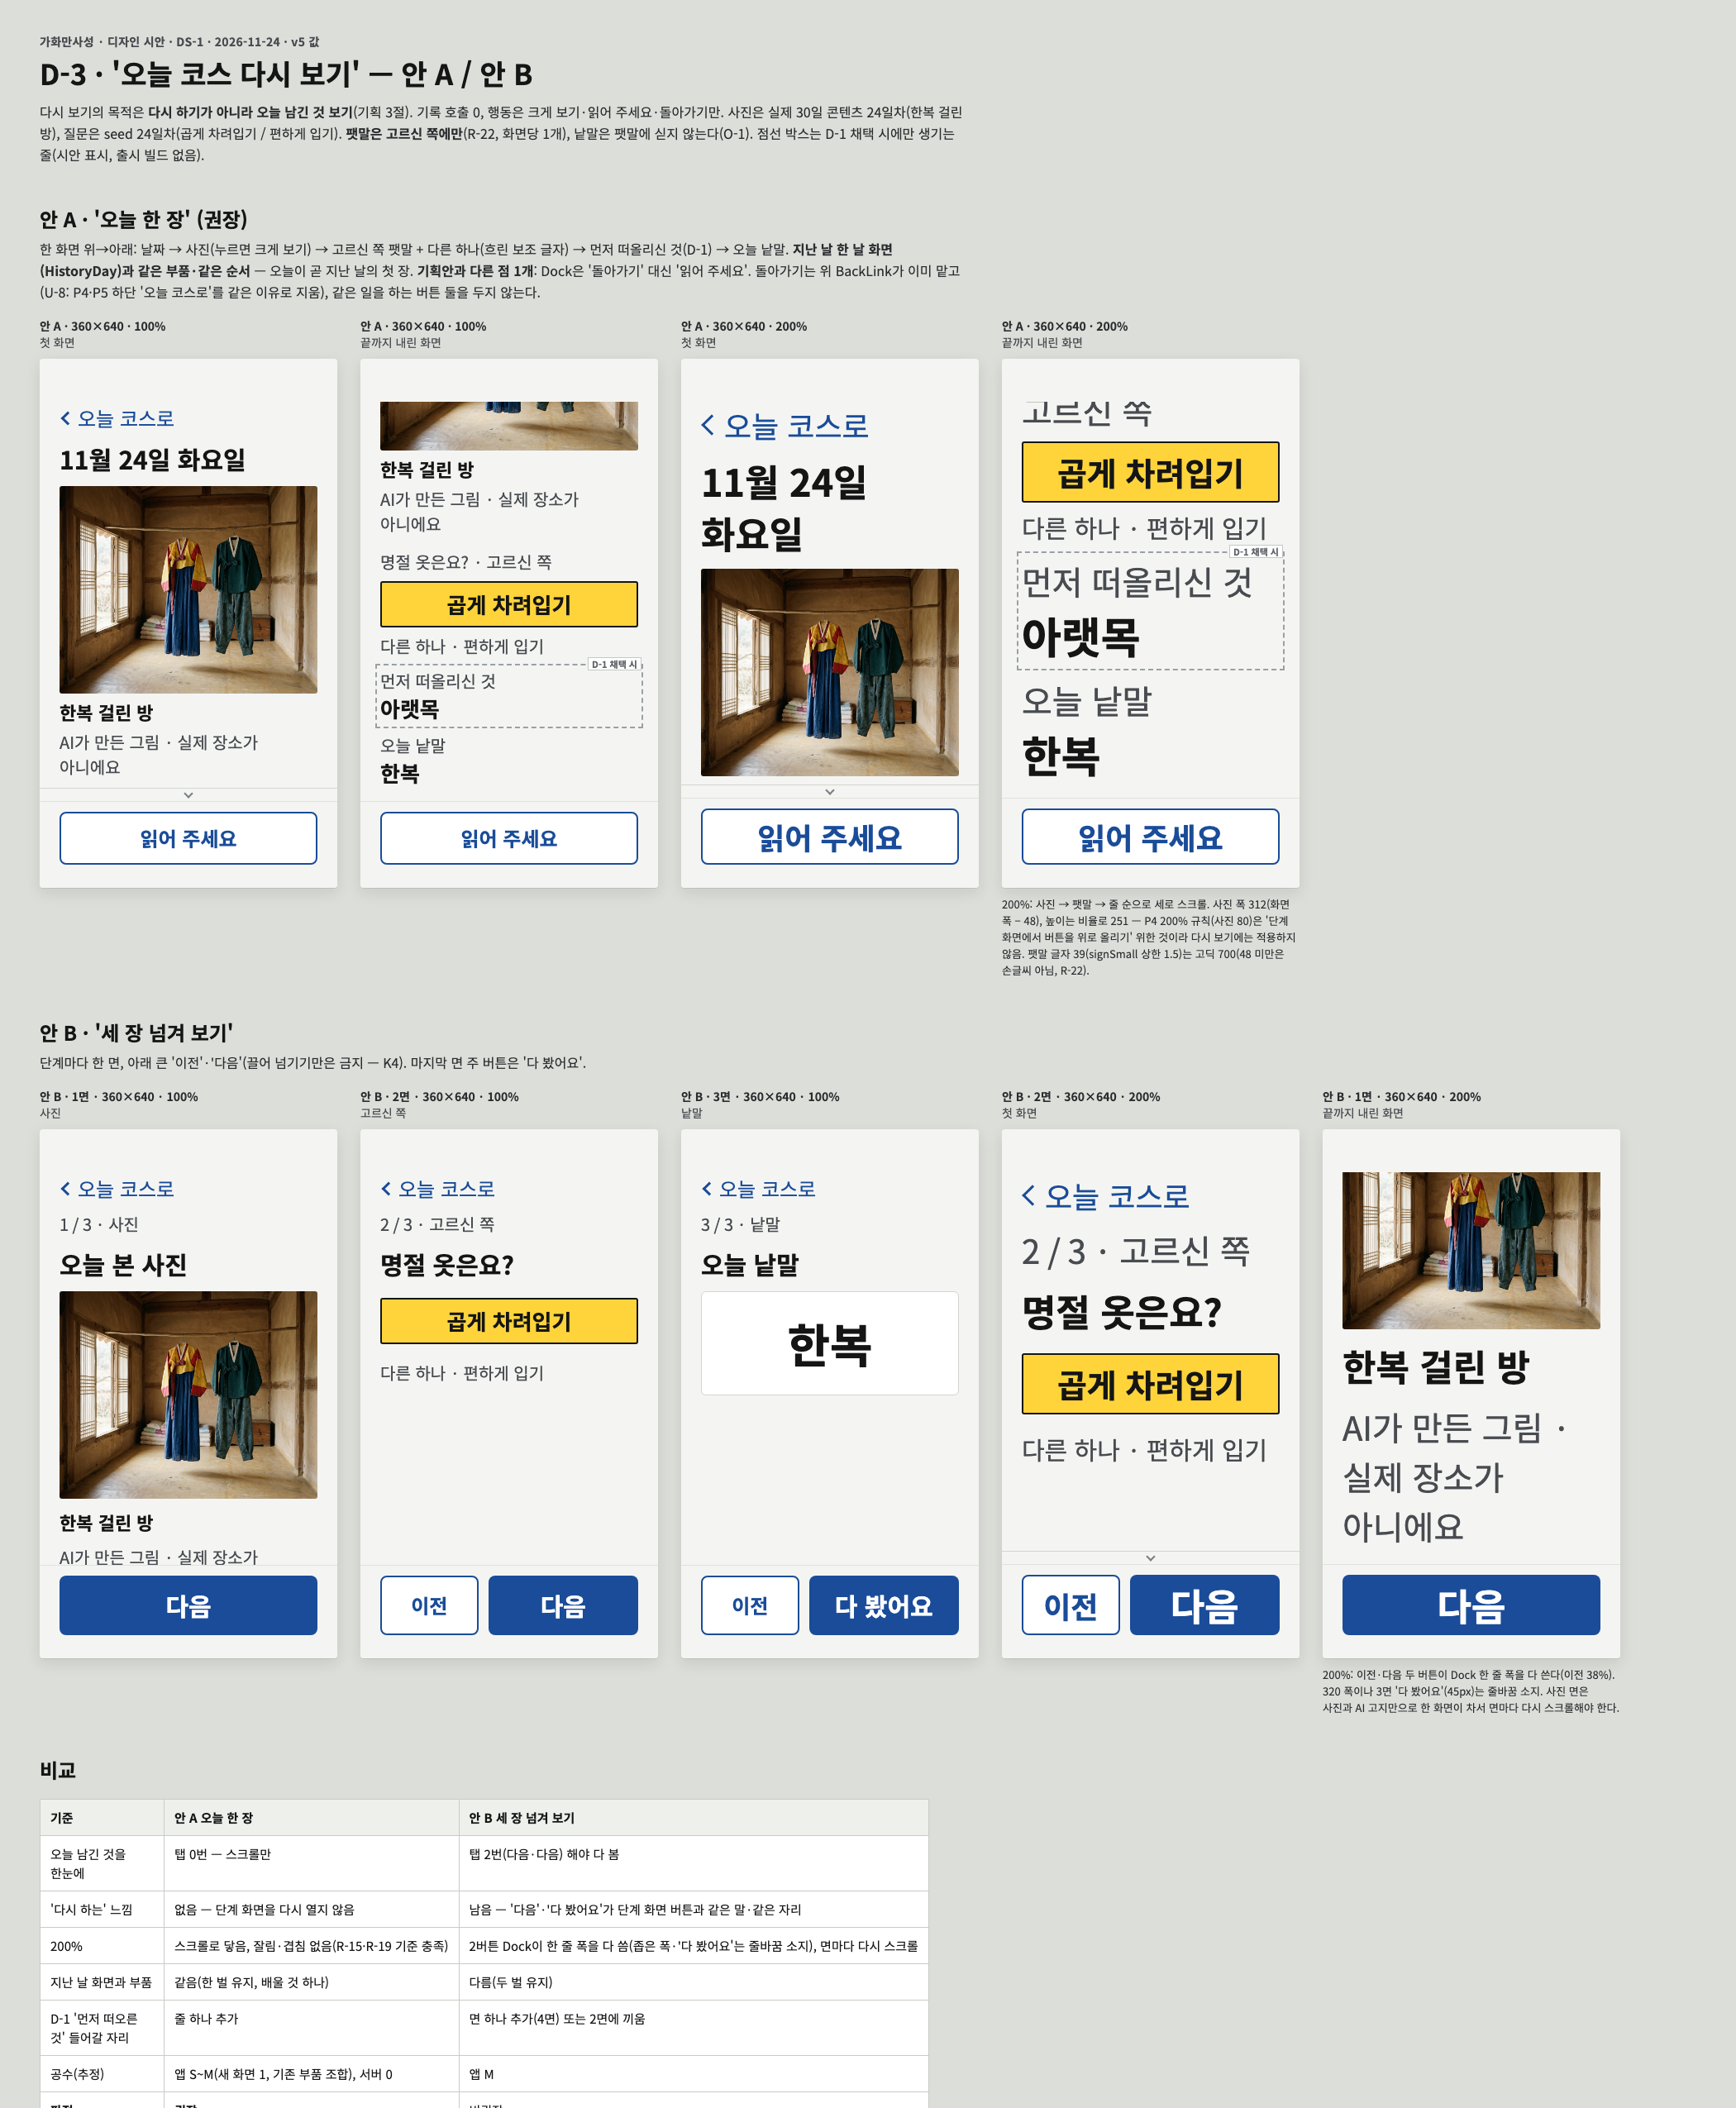 가화만사성 · 디자인 시안 · DS-1 · 2026-11-24 · v5 값
D-3 · '오늘 코스 다시 보기' — 안 A / 안 B
다시 보기의 목적은 다시 하기가 아니라 오늘 남긴 것 보기(기획 3절). 기록 호출 0, 행동은 크게 보기·읽어 주세요·돌아가기만. 사진은 실제 30일 콘텐츠 24일차(한복 걸린
방), 질문은 seed 24일차(곱게 차려입기 / 편하게 입기). 팻말은 고르신 쪽에만(R-22, 화면당 1개), 낱말은 팻말에 싣지 않는다(O-1). 점선 박스는 D-1 채택 시에만 생기는
줄(시안 표시, 출시 빌드 없음).
안 A · '오늘 한 장' (권장)
한 화면 위→아래: 날짜 → 사진(누르면 크게 보기) → 고르신 쪽 팻말 + 다른 하나(흐린 보조 글자) → 먼저 떠올리신 것(D-1) → 오늘 낱말. 지난 날 한 날 화면
(HistoryDay)과 같은 부품·같은 순서 — 오늘이 곧 지난 날의 첫 장. 기획안과 다른 점 1개: Dock은 '돌아가기' 대신 '읽어 주세요'. 돌아가기는 위 BackLink가 이미 맡고
(U-8: P4·P5 하단 '오늘 코스로'를 같은 이유로 지움), 같은 일을 하는 버튼 둘을 두지 않는다.
안 A · 360×640 · 100%
첫 화면
오늘 코스로
11월 24일 화요일
한복 걸린 방
AI가 만든 그림 · 실제 장소가
아니에요
읽어 주세요
안 A · 360×640 · 100%
끝까지 내린 화면
한복 걸린 방
AI가 만든 그림 · 실제 장소가
아니에요
명절 옷은요? · 고르신 쪽
곱게 차려입기
다른 하나 · 편하게 입기
D-1 채택 시
먼저 떠올리신 것
아랫목
오늘 낱말
한복
읽어 주세요
안 A · 360×640 · 200%
첫 화면
오늘 코스로
11월 24일
화요일
읽어 주세요
안 A · 360×640 · 200%
끝까지 내린 화면
고르신 쪽
곱게 차려입기
다른 하나 · 편하게 입기
D-1 채택 시
먼저 떠올리신 것
아랫목
오늘 낱말
한복
읽어 주세요
200%: 사진 → 팻말 → 줄 순으로 세로 스크롤. 사진 폭 312(화면
폭 − 48), 높이는 비율로 251 — P4 200% 규칙(사진 80)은 '단계
화면에서 버튼을 위로 올리기' 위한 것이라 다시 보기에는 적용하지
않음. 팻말 글자 39(signSmall 상한 1.5)는 고딕 700(48 미만은
손글씨 아님, R-22).
안 B · '세 장 넘겨 보기'
단계마다 한 면, 아래 큰 '이전'·'다음'(끌어 넘기기만은 금지 — K4). 마지막 면 주 버튼은 '다 봤어요'.
안 B · 1면 · 360×640 · 100%
사진
오늘 코스로
1 / 3 · 사진
오늘 본 사진
한복 걸린 방
AI가 만든 그림 · 실제 장소가
다음
안 B · 2면 · 360×640 · 100%
고르신 쪽
오늘 코스로
2 / 3 · 고르신 쪽
명절 옷은요?
곱게 차려입기
다른 하나 · 편하게 입기
이전
다음
안 B · 3면 · 360×640 · 100%
낱말
오늘 코스로
3 / 3 · 낱말
오늘 낱말
한복
이전
다 봤어요
안 B · 2면 · 360×640 · 200%
첫 화면
오늘 코스로
2 / 3 · 고르신 쪽
명절 옷은요?
곱게 차려입기
다른 하나 · 편하게 입기
이전
다음
안 B · 1면 · 360×640 · 200%
끝까지 내린 화면
한복 걸린 방
AI가 만든 그림 ·
실제 장소가
아니에요
다음
200%: 이전·다음 두 버튼이 Dock 한 줄 폭을 다 쓴다(이전 38%).
320 폭이나 3면 '다 봤어요'(45px)는 줄바꿈 소지. 사진 면은
사진과 AI 고지만으로 한 화면이 차서 면마다 다시 스크롤해야 한다.
비교
기준
안 A 오늘 한 장
안 B 세 장 넘겨 보기
오늘 남긴 것을
한눈에
탭 0번 — 스크롤만
탭 2번(다음·다음) 해야 다 봄
'다시 하는' 느낌
없음 — 단계 화면을 다시 열지 않음
남음 — '다음'·'다 봤어요'가 단계 화면 버튼과 같은 말·같은 자리
200%
스크롤로 닿음, 잘림·겹침 없음(R-15·R-19 기준 충족)
2버튼 Dock이 한 줄 폭을 다 씀(좁은 폭·'다 봤어요'는 줄바꿈 소지), 면마다 다시 스크롤
지난 날 화면과 부품
같음(한 벌 유지, 배울 것 하나)
다름(두 벌 유지)
D-1 '먼저 떠오른
것' 들어갈 자리
줄 하나 추가
면 하나 추가(4면) 또는 2면에 끼움
공수(추정)
앱 S~M(새 화면 1, 기존 부품 조합), 서버 0
앱 M